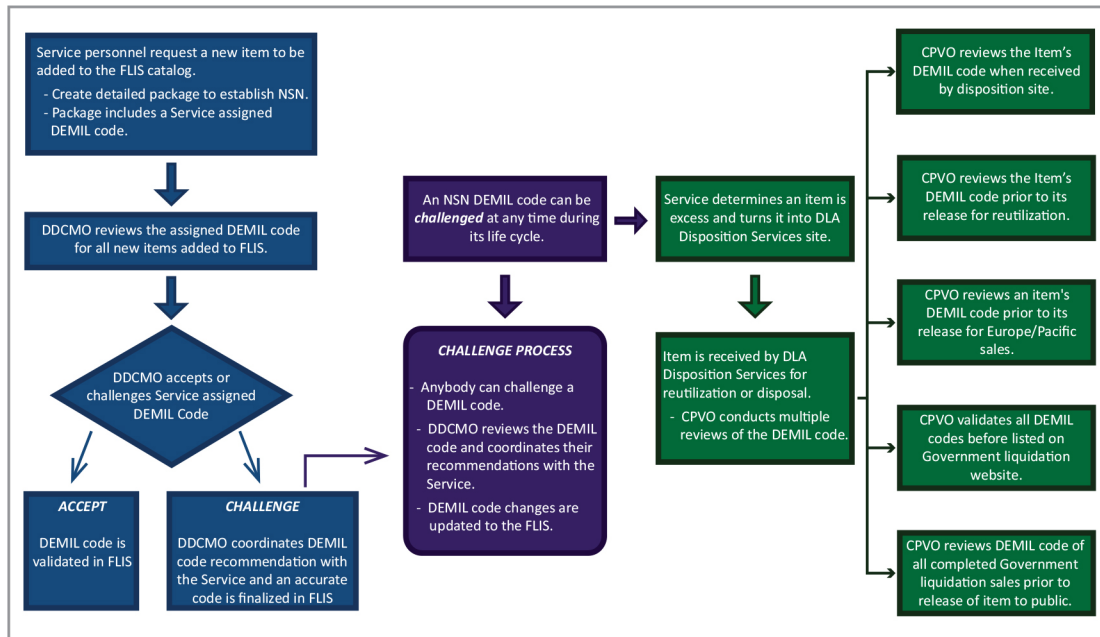 Service personnel request a new item to be
added to the FLIS catalog.
- Create detailed package to establish NSN.
- Package includes a Service assigned
DEMIL code.
DDCMO reviews the assigned DEMIL code
for all new items added to FLIS.
DDCMO accepts or
challenges Service assigned
DEMIL Code
ACCEPT
DEMIL code is
validated in FLIS
CHALLENGE
DDCMO coordinates DEMIL
code recommendation with
the Service and an accurate
code is finalized in FLIS
An NSN DEMIL code can be
challenged at any time during
its life cycle.
CHALLENGE PROCESS
- Anybody can challenge a
DEMIL code.
- DDCMO reviews the DEMIL
code and coordinates their
recommendations with the
Service.
- DEMIL code changes are
updated to the FLIS.
Service determines an item is
excess and turns it into DLA
Disposition Services site.
Item is received by DLA
Disposition Services for
reutilization or disposal.
- CPVO conducts multiple
reviews of the DEMIL code.
CPVO reviews the Item's
DEMIL code when received
by disposition site.
CPVO reviews the Item's
DEMIL code prior to its
release for reutilization.
CPVO reviews an item's
DEMIL code prior to its
release for Europe/Pacific
sales.
CPVO validates all DEMIL
codes before listed on
Government liquidation
website.
CPVO reviews DEMIL code of
all completed Government
liquidation sales prior to
release of item to public.